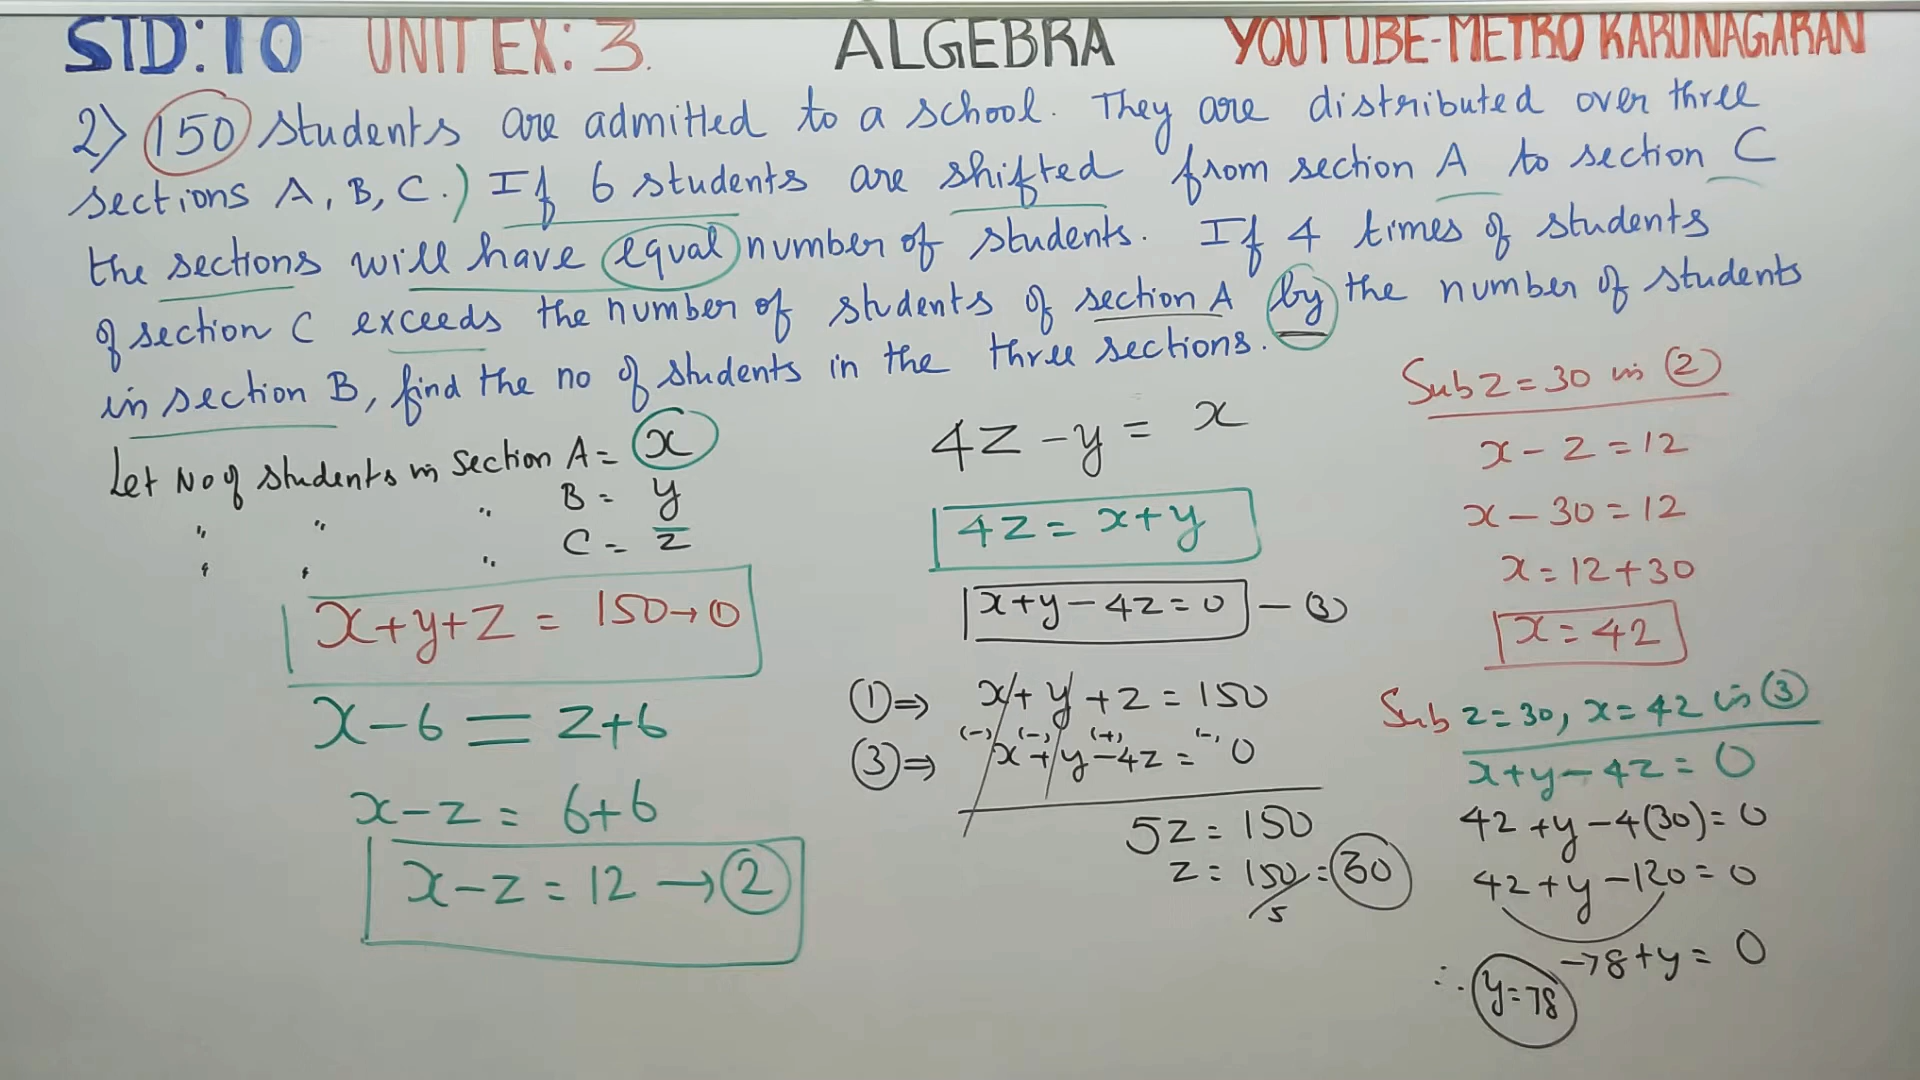 STD:10 UNIT EX: 3. ALGEBRA YOUTUBE-METRO KARUNAGARAN
2) 150 students are admitted to a school. They are distributed over three
sections A, B, C.) If 6 students are shifted from section A to section C
the sections will have equal number of students. If 4 times of students
of section C exceeds the number of students of section A by the number of students
in section B, find the no of students in the three sections.
Let No of students in Section A = x
" " " B = y
" " " C = z
x+y+z = 150 → ①
x-6 = z+6
x-z = 6+6
x-z = 12 → ②
4z-y = x
4z = x+y
x+y-4z=0 — ③
①⇒ x+y+z = 150
(-) (-) (+) (-)
③⇒ x+y-4z = 0
5z = 150
z = 150/5 = 30
Sub z=30 in ②
x-z=12
x-30=12
x=12+30
x=42
Sub z=30, x=42 in ③
x+y-4z=0
42+y-4(30)=0
42+y-120=0
-78+y=0
∴ y=78